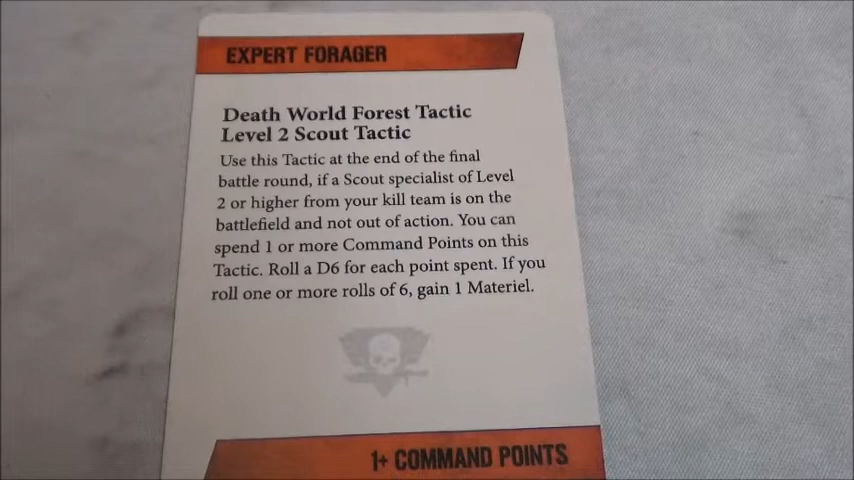 EXPERT FORAGER
Death World Forest Tactic
Level 2 Scout Tactic
Use this Tactic at the end of the final
battle round, if a Scout specialist of Level
2 or higher from your kill team is on the
battlefield and not out of action. You can
spend 1 or more Command Points on this
Tactic. Roll a D6 for each point spent. If you
roll one or more rolls of 6, gain 1 Materiel.
1+ COMMAND POINTS